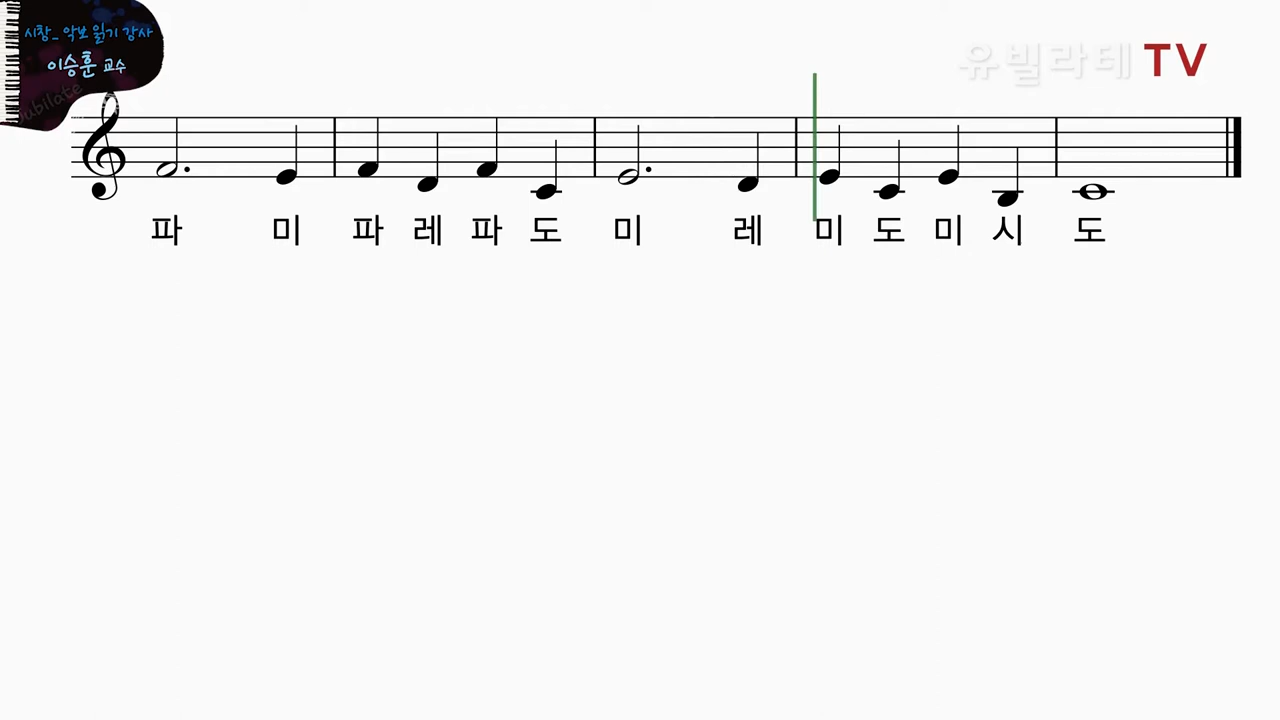 시창_ 악보 읽기 강사
이승훈 교수
Jubilate
유빌라테 TV
파 미 파 레 파 도 미 레 미 도 미 시 도